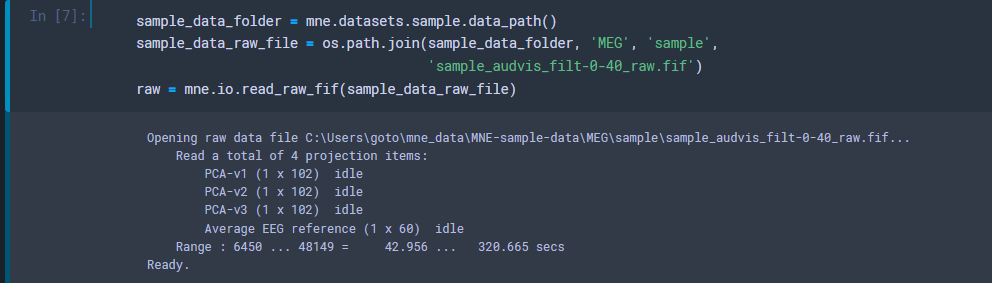 In [7]:
sample_data_folder = mne.datasets.sample.data_path()
sample_data_raw_file = os.path.join(sample_data_folder, 'MEG', 'sample',
                                    'sample_audvis_filt-0-40_raw.fif')
raw = mne.io.read_raw_fif(sample_data_raw_file)
Opening raw data file C:\Users\goto\mne_data\MNE-sample-data\MEG\sample\sample_audvis_filt-0-40_raw.fif...
    Read a total of 4 projection items:
        PCA-v1 (1 x 102)  idle
        PCA-v2 (1 x 102)  idle
        PCA-v3 (1 x 102)  idle
        Average EEG reference (1 x 60)  idle
    Range : 6450 ... 48149 =     42.956 ...   320.665 secs
Ready.